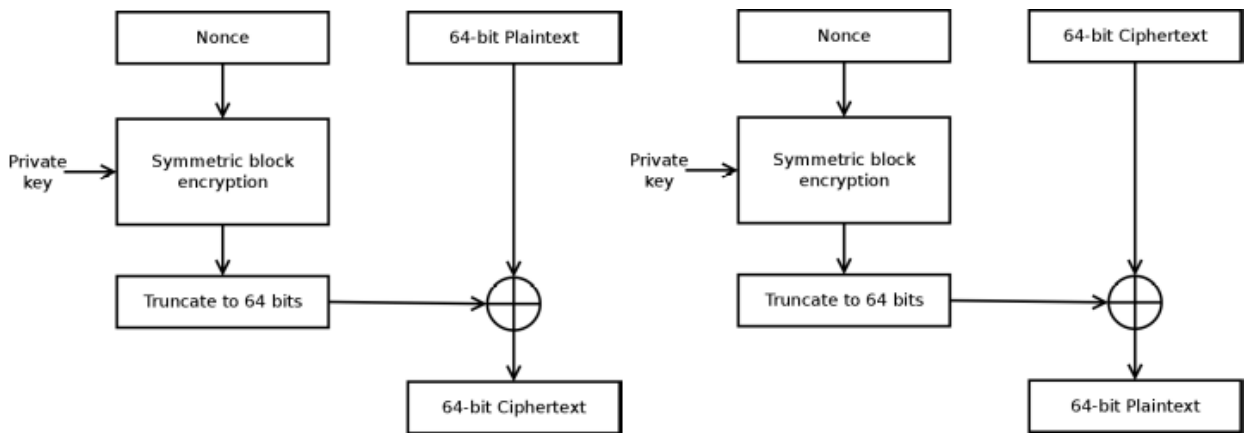 Nonce
64-bit Plaintext
Private
key
Symmetric block
encryption
Truncate to 64 bits
64-bit Ciphertext
Nonce
64-bit Ciphertext
Private
key
Symmetric block
encryption
Truncate to 64 bits
64-bit Plaintext